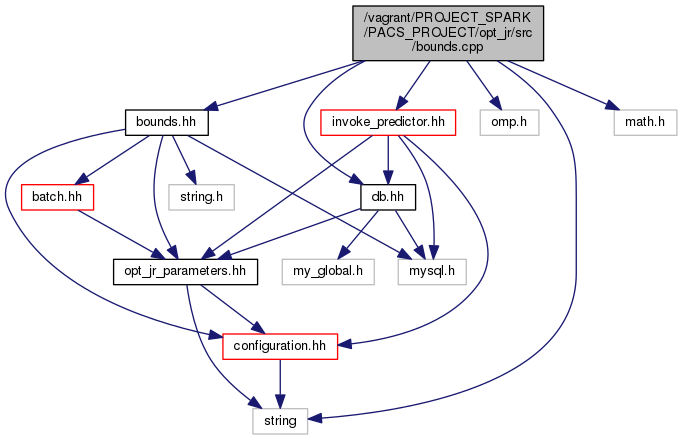 /vagrant/PROJECT_SPARK
/PACS_PROJECT/opt_jr/src
/bounds.cpp
bounds.hh
invoke_predictor.hh
omp.h
math.h
batch.hh
string.h
db.hh
opt_jr_parameters.hh
my_global.h
mysql.h
configuration.hh
string